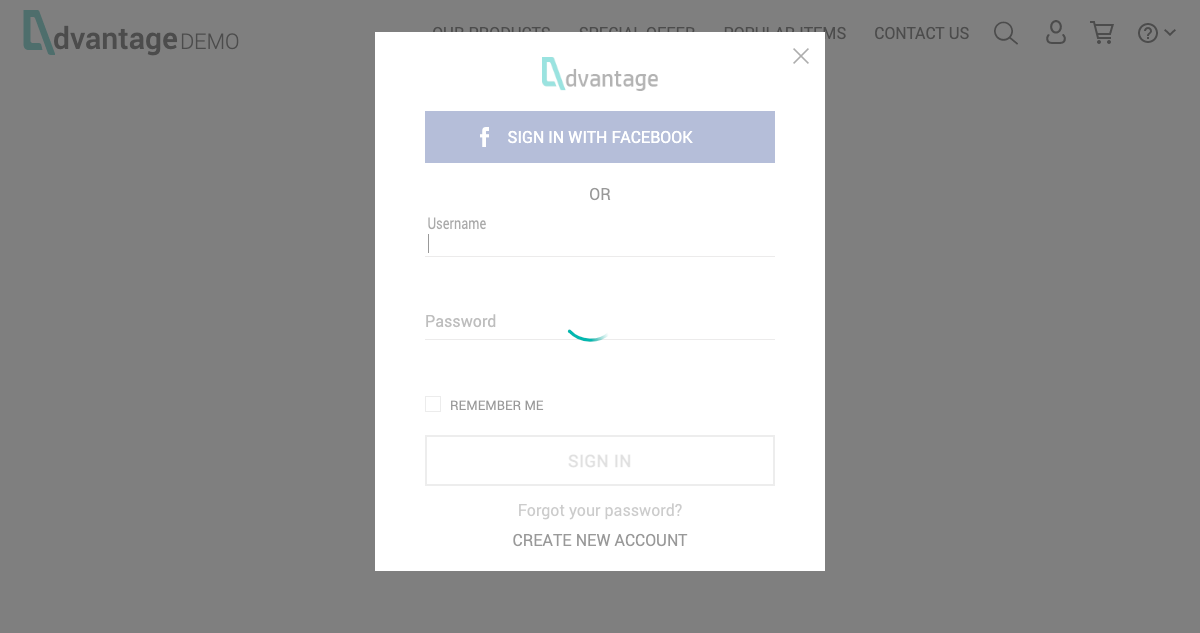 dvantage DEMO
OUR PRODUCTS SPECIAL OFFER POPULAR ITEMS CONTACT US
dvantage
SIGN IN WITH FACEBOOK
OR
Username
Password
REMEMBER ME
SIGN IN
Forgot your password?
CREATE NEW ACCOUNT